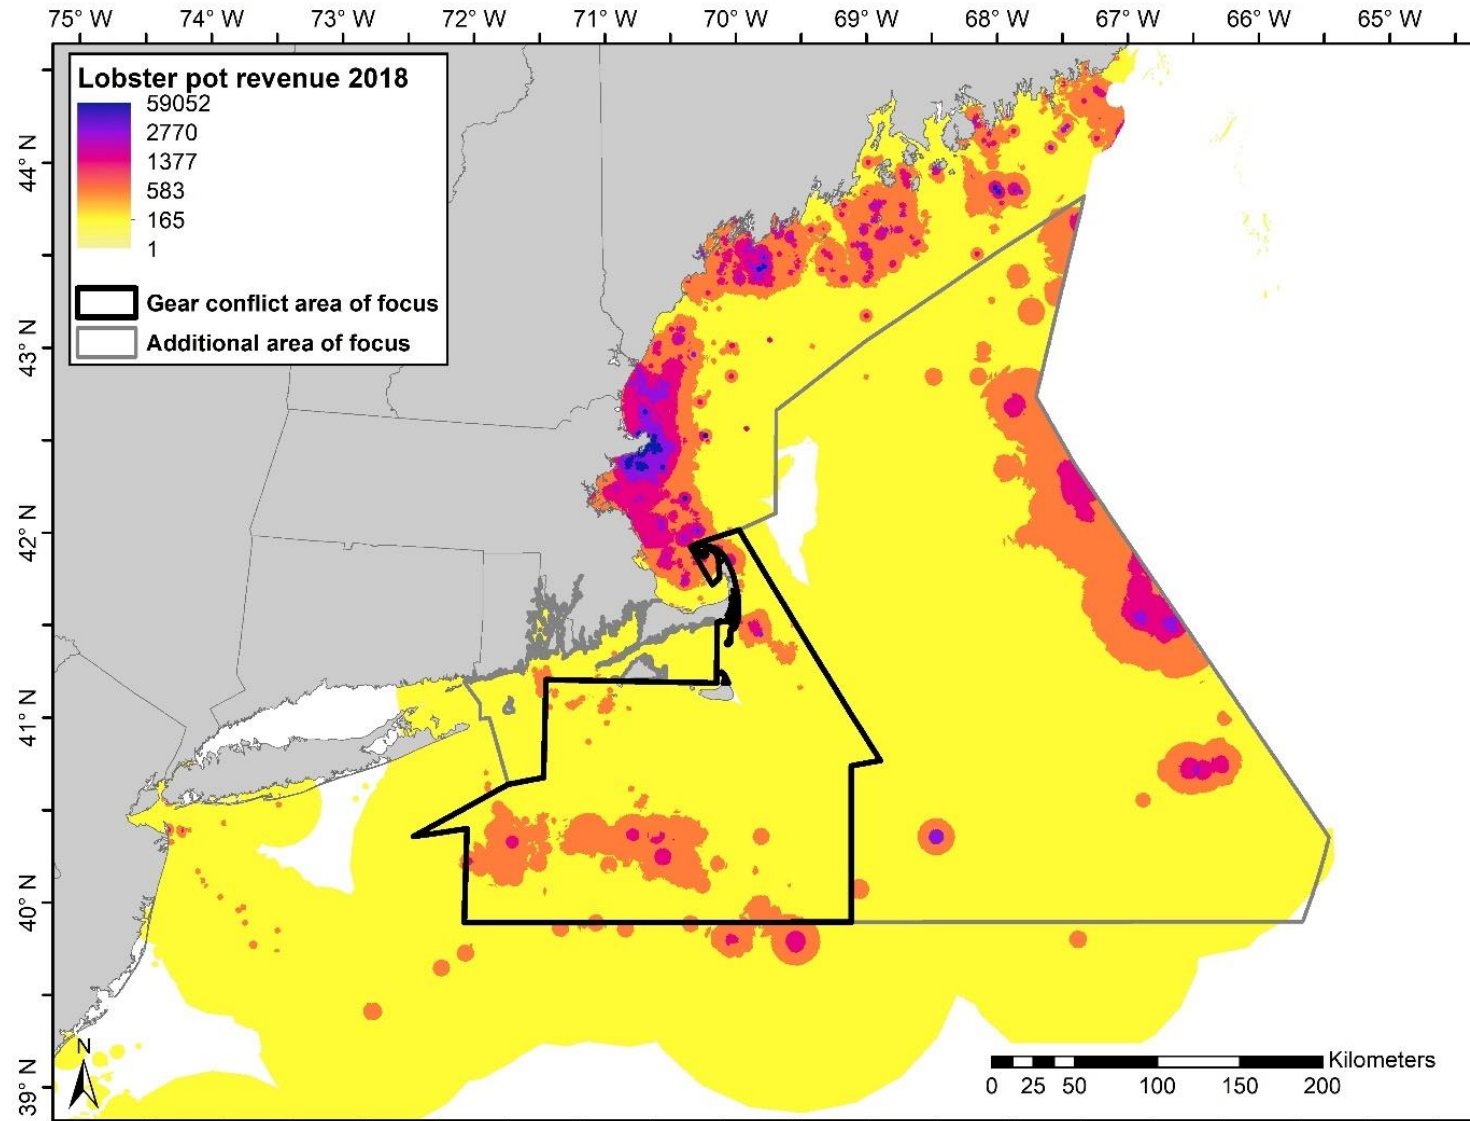 75° W 74° W 73° W 72° W 71° W 70° W 69° W 68° W 67° W 66° W 65° W
Lobster pot revenue 2018
59052
2770
1377
583
165
1
Gear conflict area of focus
Additional area of focus
44° N
43° N
42° N
41° N
40° N
39° N
N
Kilometers
0 25 50 100 150 200